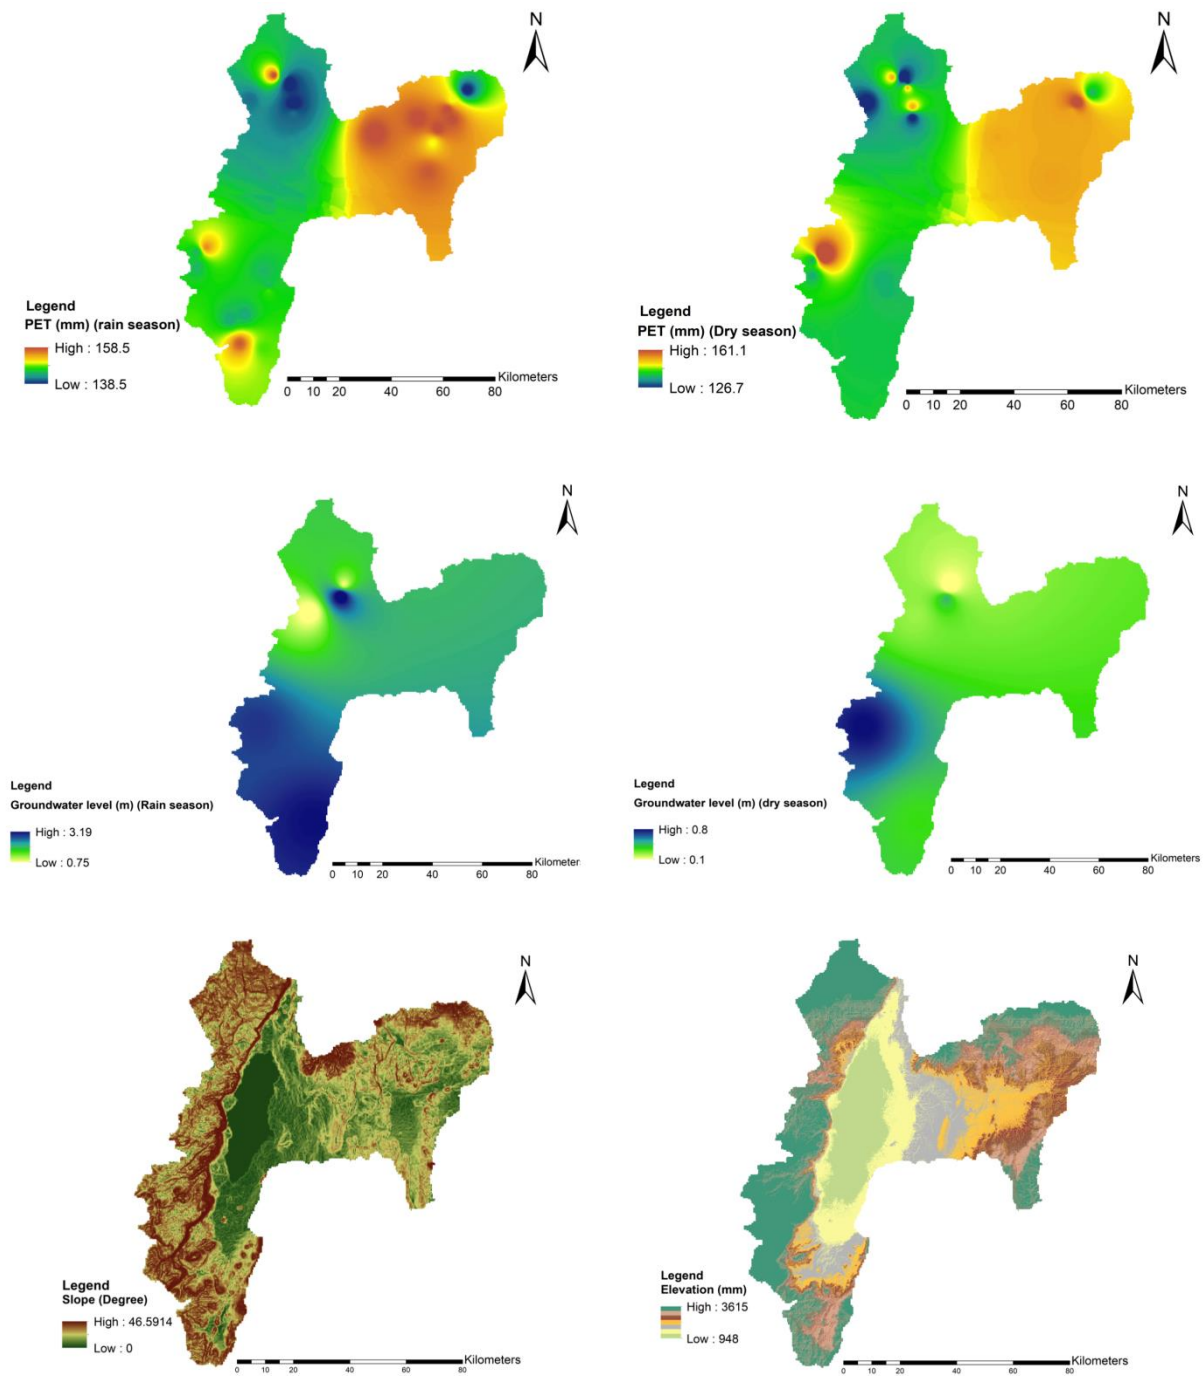 N
Legend
PET (mm) (rain season)
High : 158.5
Low : 138.5
Kilometers
0 10 20 40 60 80
N
Legend
PET (mm) (Dry season)
High : 161.1
Low : 126.7
Kilometers
0 10 20 40 60 80
N
Legend
Groundwater level (m) (Rain season)
High : 3.19
Low : 0.75
Kilometer
0 10 20 40 60 80
N
Legend
Groundwater level (m) (dry season)
High : 0.8
Low : 0.1
Kilometers
0 10 20 40 60 80
N
Legend
Slope (Degree)
High : 46.5914
Low : 0
Kilometers
0 10 20 40 60 80
N
Legend
Elevation (mm)
High : 3615
Low : 948
Kilometers
0 10 20 40 60 80